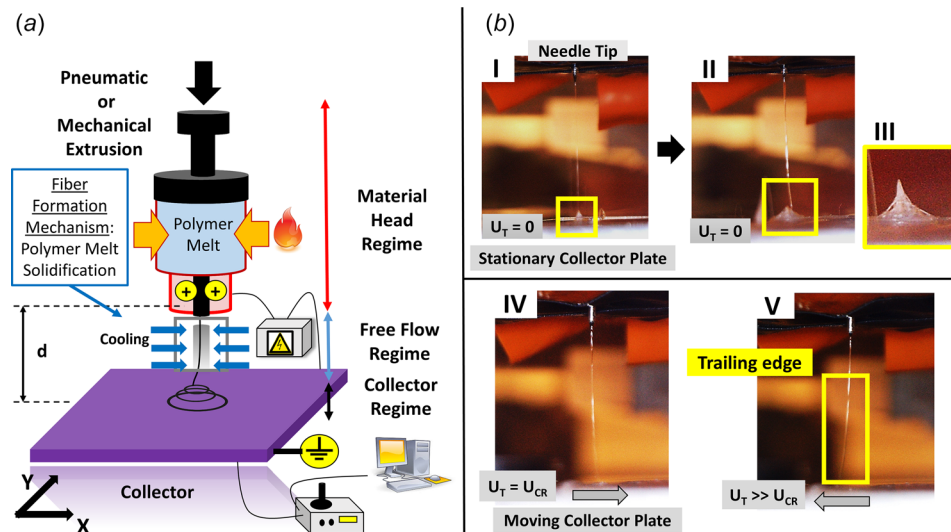 (a)
Pneumatic
or
Mechanical
Extrusion
Fiber
Formation
Mechanism:
Polymer Melt
Solidification
Polymer
Melt
+ +
Material
Head
Regime
d
Cooling
Free Flow
Regime
Collector
Regime
Y
X
Collector
(b)
Needle Tip
I
II
III
U_T = 0
U_T = 0
Stationary Collector Plate
IV
V
Trailing edge
U_T = U_CR
U_T >> U_CR
Moving Collector Plate